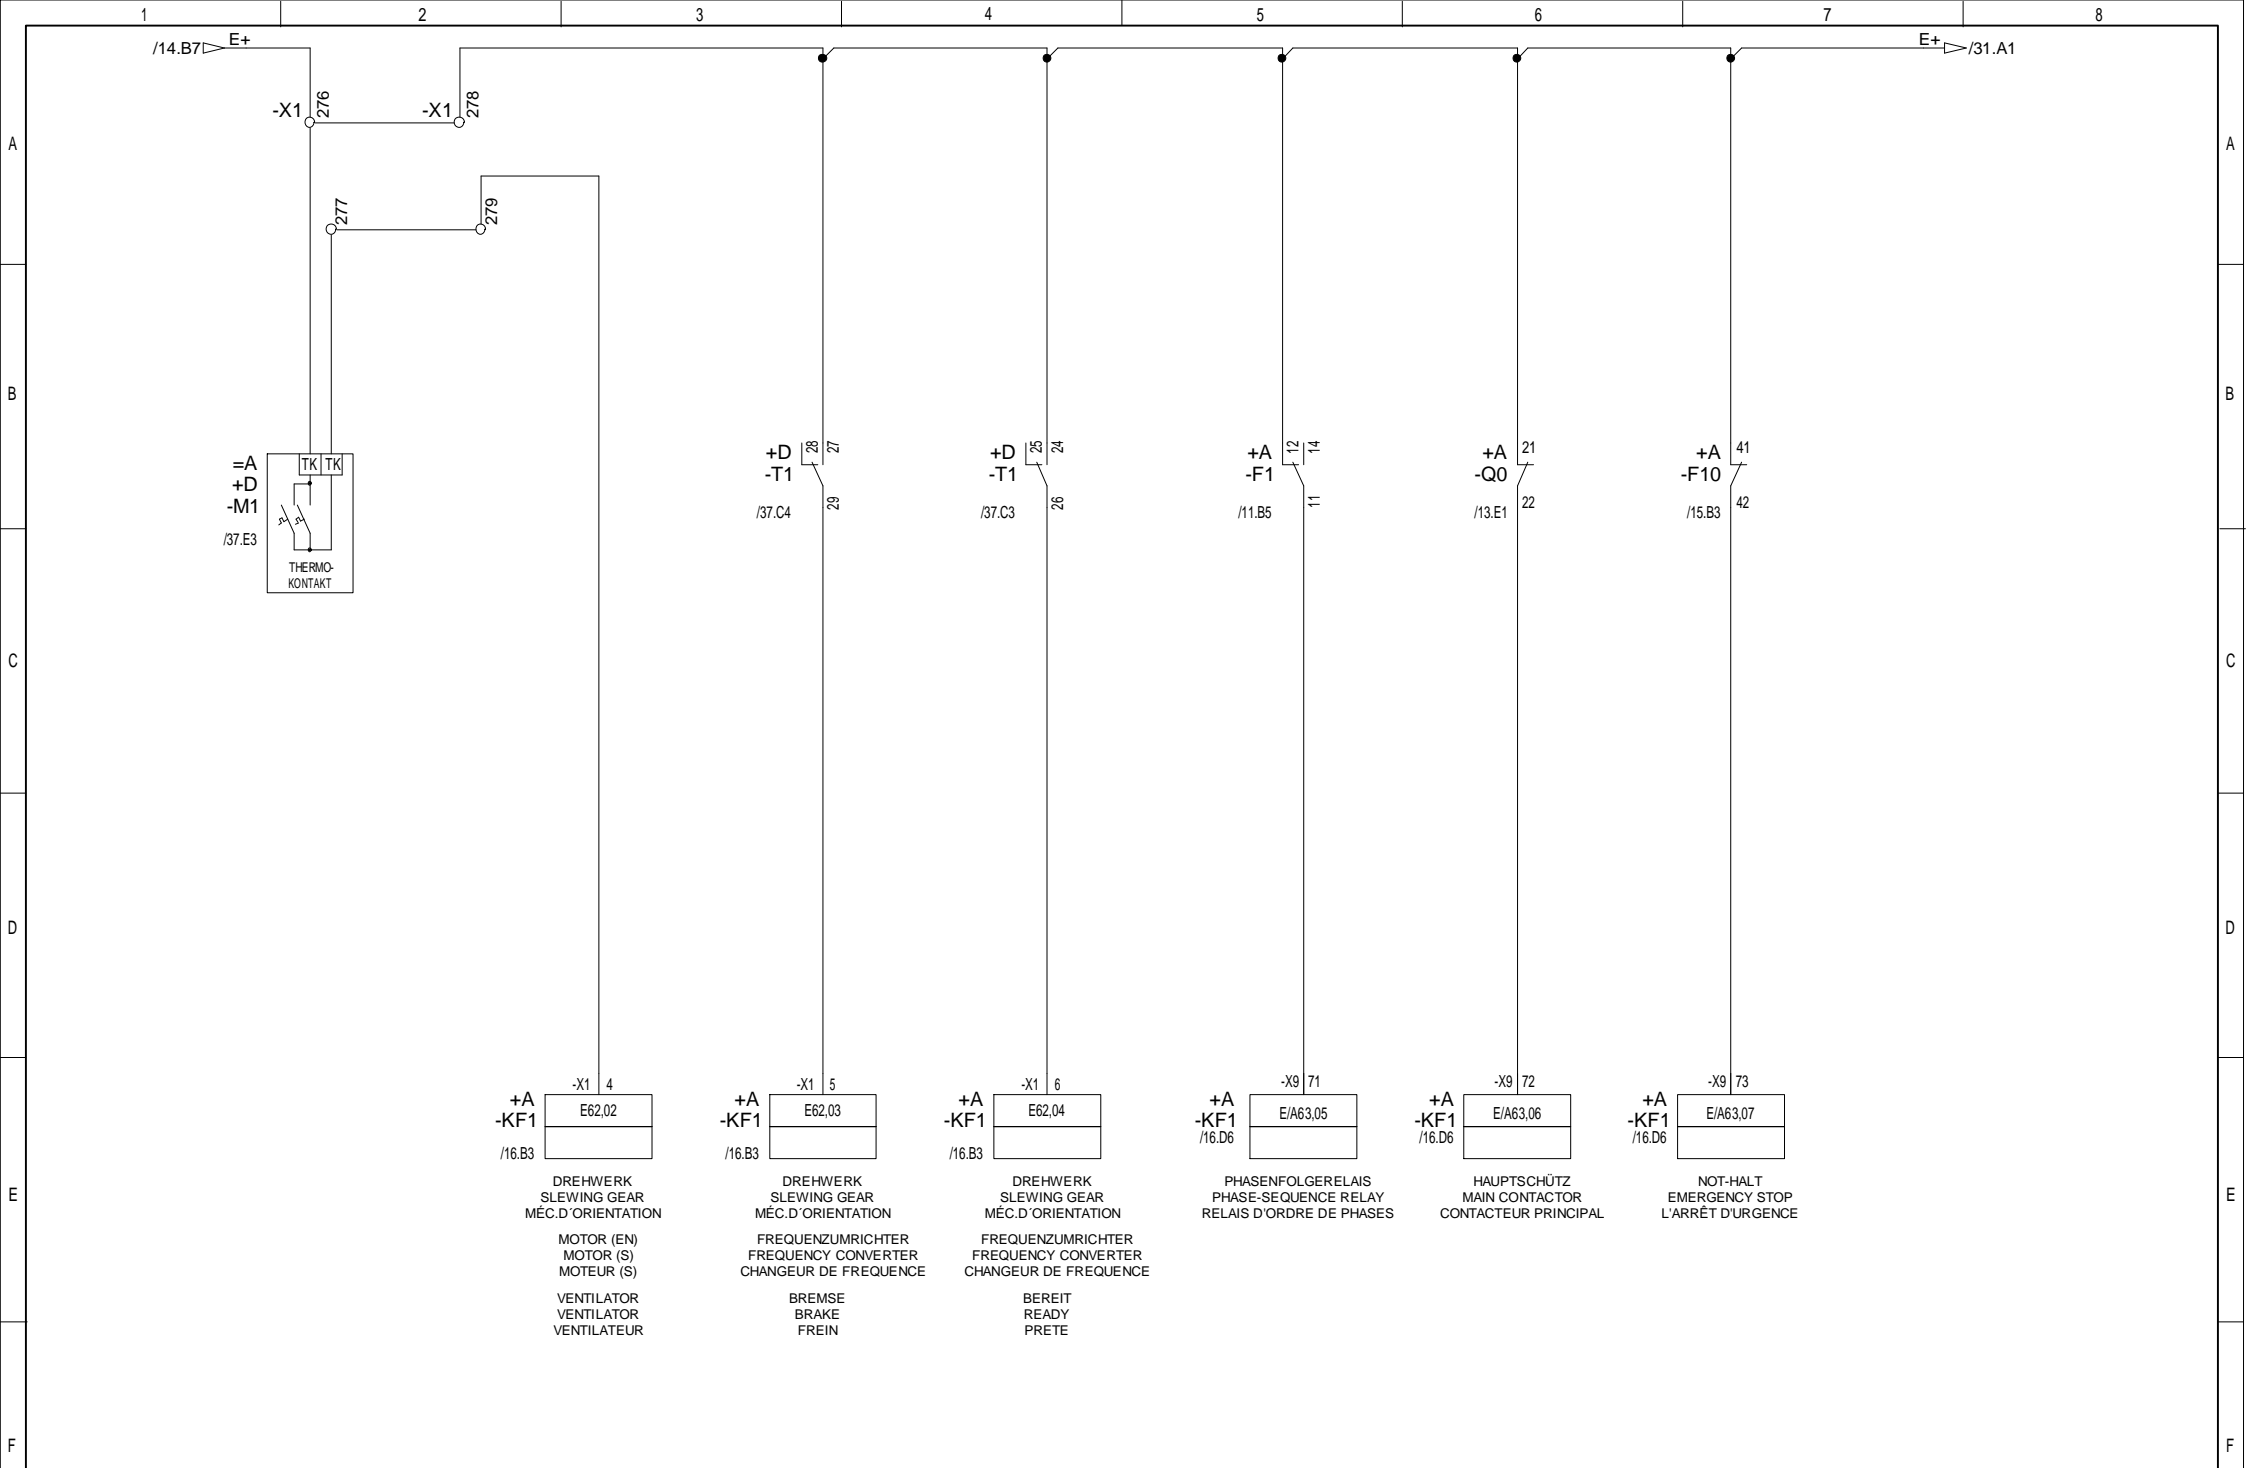 1 2 3 4 5 6 7 8
/14.B7 E+ E+ /31.A1
-X1 276 -X1 278
A A
277 279
B B
=A
+D
-M1
/37.E3
TK TK
THERMO-
KONTAKT
+D 28 27
-T1
/37.C4 29
+D 25 24
-T1
/37.C3 26
+A 12 14
-F1
/11.B5 11
+A 21
-Q0
/13.E1 22
+A 41
-F10
/15.B3 42
C C
D D
-X1 4
+A
-KF1
E62,02
/16.B3
DREHWERK
SLEWING GEAR
MÉC.D´ORIENTATION
MOTOR (EN)
MOTOR (S)
MOTEUR (S)
VENTILATOR
VENTILATOR
VENTILATEUR
-X1 5
+A
-KF1
E62,03
/16.B3
DREHWERK
SLEWING GEAR
MÉC.D´ORIENTATION
FREQUENZUMRICHTER
FREQUENCY CONVERTER
CHANGEUR DE FREQUENCE
BREMSE
BRAKE
FREIN
-X1 6
+A
-KF1
E62,04
/16.B3
DREHWERK
SLEWING GEAR
MÉC.D´ORIENTATION
FREQUENZUMRICHTER
FREQUENCY CONVERTER
CHANGEUR DE FREQUENCE
BEREIT
READY
PRETE
-X9 71
+A
-KF1
/16.D6
E/A63,05
PHASENFOLGERELAIS
PHASE-SEQUENCE RELAY
RELAIS D'ORDRE DE PHASES
-X9 72
+A
-KF1
/16.D6
E/A63,06
HAUPTSCHÜTZ
MAIN CONTACTOR
CONTACTEUR PRINCIPAL
-X9 73
+A
-KF1
/16.D6
E/A63,07
NOT-HALT
EMERGENCY STOP
L'ARRÊT D'URGENCE
E E
F F